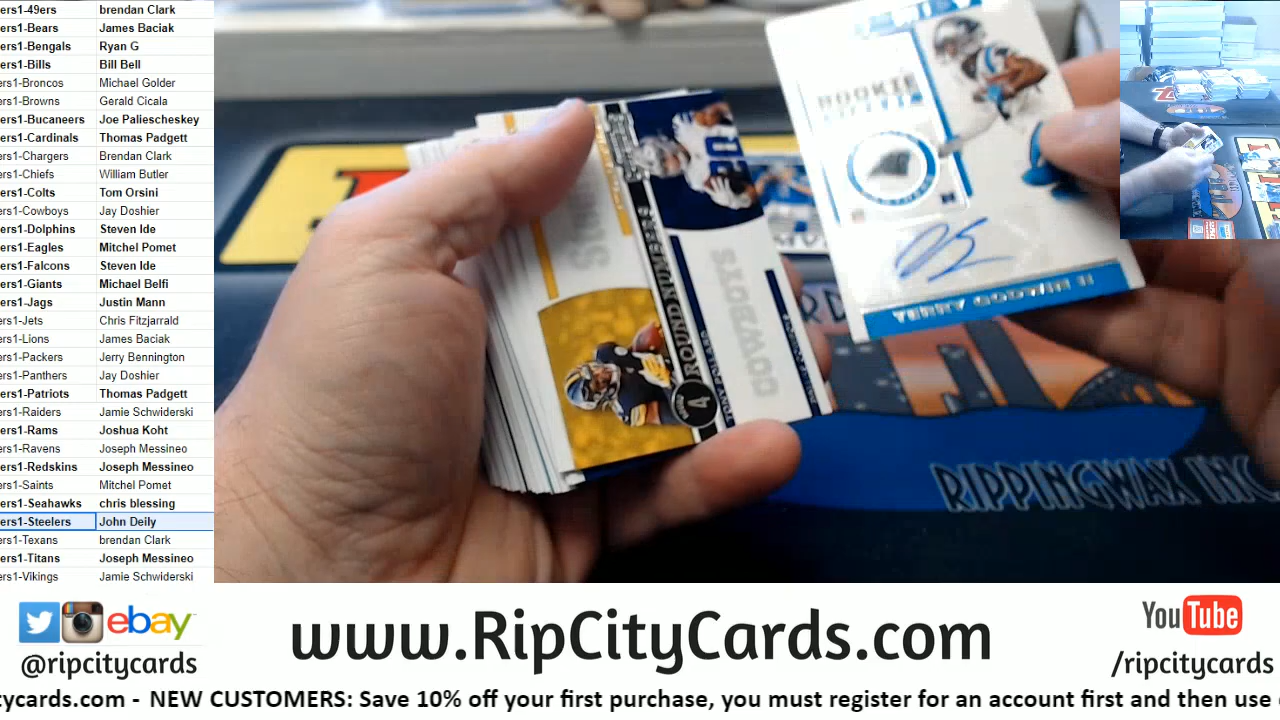 ers1-49ers brendan Clark
ers1-Bears James Baciak
ers1-Bengals Ryan G
ers1-Bills Bill Bell
ers1-Broncos Michael Golder
ers1-Browns Gerald Cicala
ers1-Bucaneers Joe Paliescheskey
ers1-Cardinals Thomas Padgett
ers1-Chargers Brendan Clark
ers1-Chiefs William Butler
ers1-Colts Tom Orsini
ers1-Cowboys Jay Doshier
ers1-Dolphins Steven Ide
ers1-Eagles Mitchel Pomet
ers1-Falcons Steven Ide
ers1-Giants Michael Belfi
ers1-Jags Justin Mann
ers1-Jets Chris Fitzjarrald
ers1-Lions James Baciak
ers1-Packers Jerry Bennington
ers1-Panthers Jay Doshier
ers1-Patriots Thomas Padgett
ers1-Raiders Jamie Schwiderski
ers1-Rams Joshua Koht
ers1-Ravens Joseph Messineo
ers1-Redskins Joseph Messineo
ers1-Saints Mitchel Pomet
ers1-Seahawks chris blessing
ers1-Steelers John Deily
ers1-Texans brendan Clark
ers1-Titans Joseph Messineo
ers1-Vikings Jamie Schwiderski
ROOKIE
COWBOYS
TONY POLLARD
ROUND NUMBERS
ROUND 4
20
RIPPINGWAX INC
ebay
@ripcitycards
www.RipCityCards.com
YouTube
/ripcitycards
tycards.com - NEW CUSTOMERS: Save 10% off your first purchase, you must register for an account first and then use